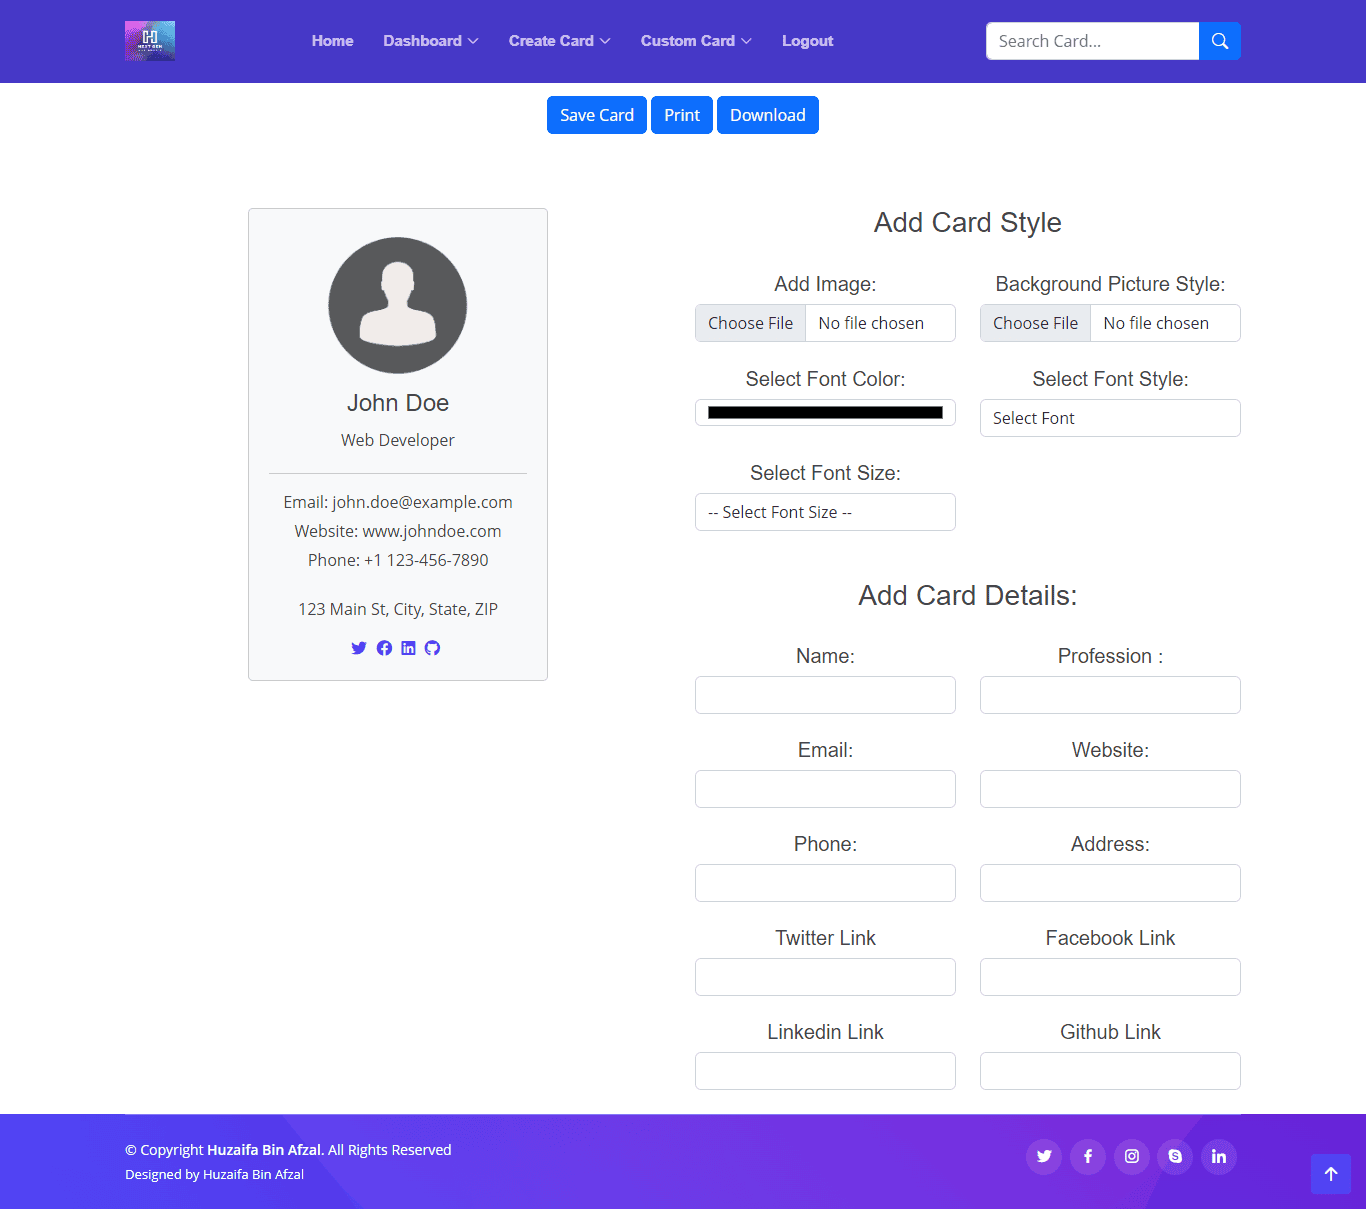 H
NEXT GEN
Home Dashboard Create Card Custom Card Logout
Search Card...
Save Card Print Download
John Doe
Web Developer
Email: john.doe@example.com
Website: www.johndoe.com
Phone: +1 123-456-7890
123 Main St, City, State, ZIP
Add Card Style
Add Image: Background Picture Style:
Choose File No file chosen Choose File No file chosen
Select Font Color: Select Font Style:
Select Font
Select Font Size:
-- Select Font Size --
Add Card Details:
Name: Profession :
Email: Website:
Phone: Address:
Twitter Link Facebook Link
Linkedin Link Github Link
© Copyright Huzaifa Bin Afzal. All Rights Reserved
Designed by Huzaifa Bin Afzal